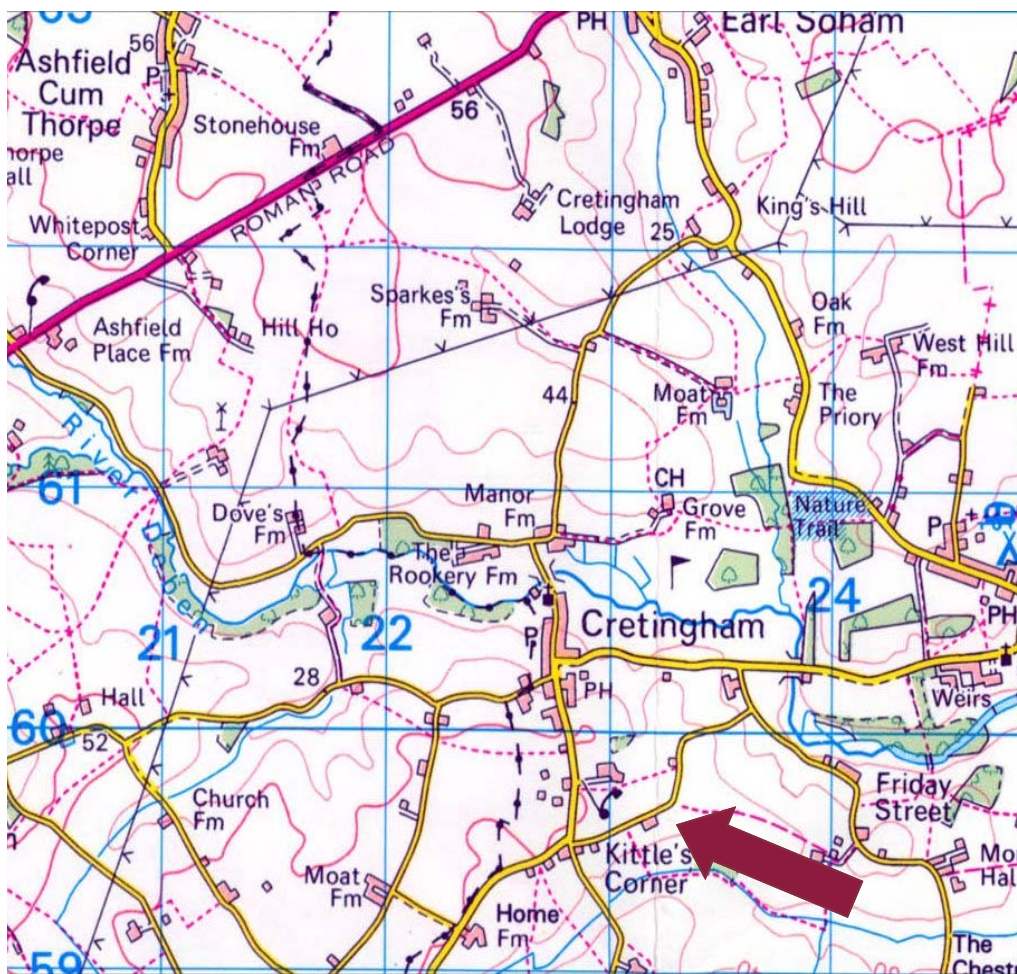 Earl Soham
PH
56
Ashfield
Cum
Thorpe
P
Stonehouse
Fm
56
ROMAN ROAD
Cretingham
Lodge
King's Hill
Whitepost
Corner
25
Sparkes's
Fm
Oak
Fm
Ashfield
Place Fm
Hill Ho
West Hill
Fm
44
Moat
Fm
The
Priory
River
Deben
61
CH
Manor
Fm
Grove
Fm
Nature
Trail
P
Dove's
Fm
The
Rookery Fm
24
21
22
P
Cretingham
PH
28
PH
Weirs
Hall
60
52
Church
Fm
Friday
Street
Kittle's
Corner
Moat
Fm
Home
Fm
59
The